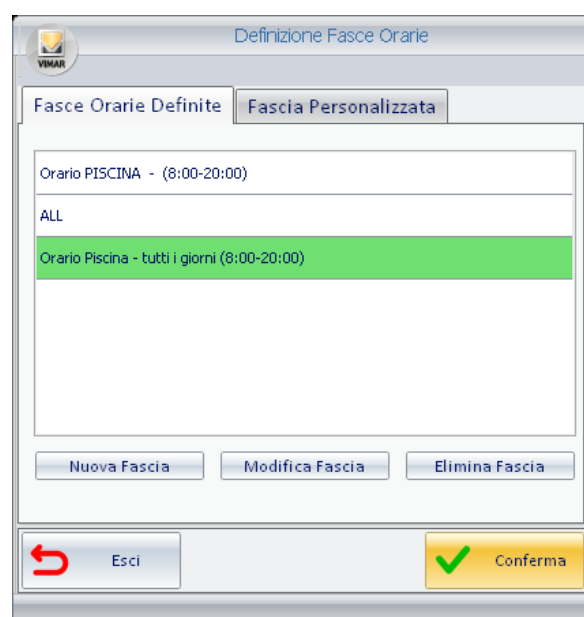 Definizione Fasce Orarie
VIMAR
Fasce Orarie Definite
Fascia Personalizzata
Orario PISCINA - (8:00-20:00)
ALL
Orario Piscina - tutti i giorni (8:00-20:00)
Nuova Fascia
Modifica Fascia
Elimina Fascia
Esci
Conferma